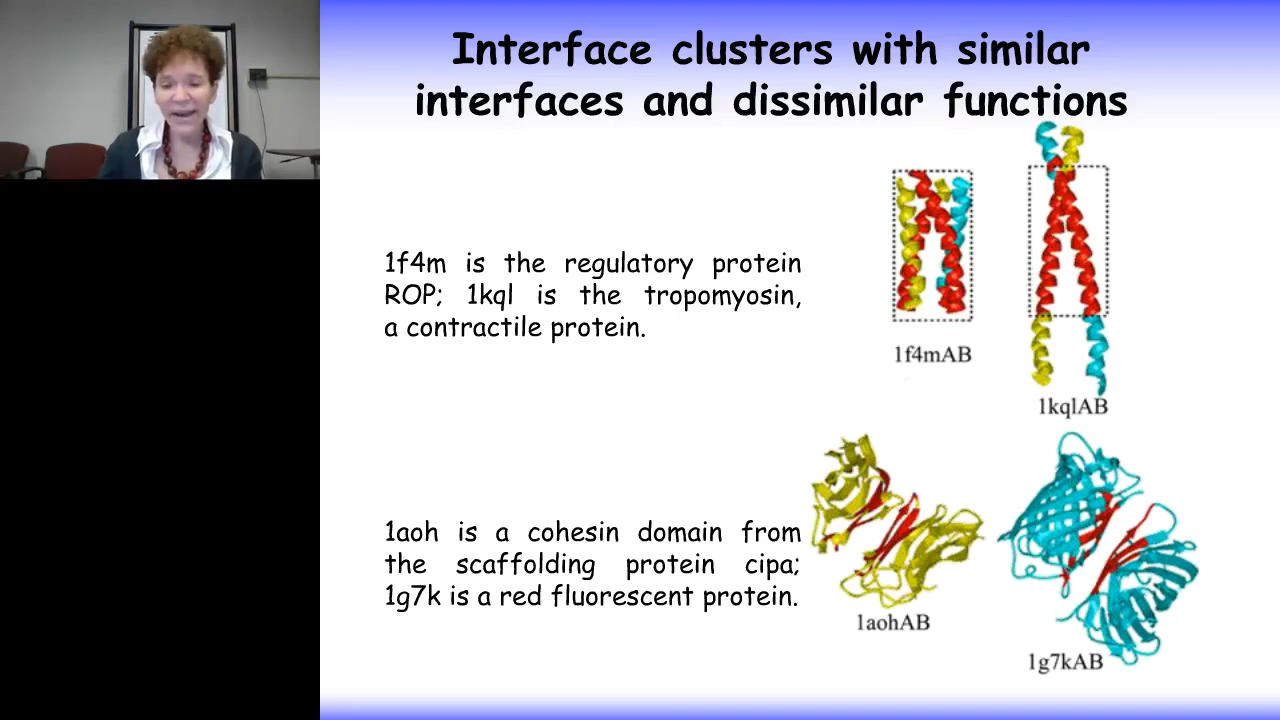 Interface clusters with similar
interfaces and dissimilar functions
1f4m is the regulatory protein
ROP; 1kql is the tropomyosin,
a contractile protein.
1f4mAB
1kqlAB
1aoh is a cohesin domain from
the scaffolding protein cipa;
1g7k is a red fluorescent protein.
1aohAB
1g7kAB